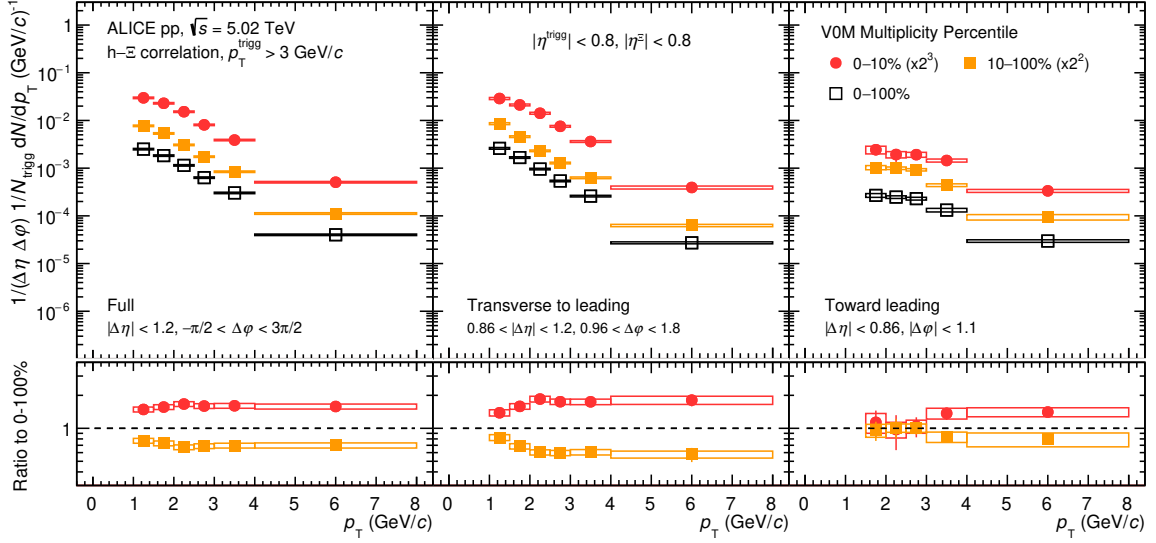 1/(Δη Δφ) 1/N_trigg dN/dp_T (GeV/c)^-1
1
10^−1
10^−2
10^−3
10^−4
10^−5
10^−6
ALICE pp, √s = 5.02 TeV
h−Ξ correlation, p_T^trigg > 3 GeV/c
Full
|Δη| < 1.2, −π/2 < Δφ < 3π/2
|η^trigg| < 0.8, |η^Ξ| < 0.8
Transverse to leading
0.86 < |Δη| < 1.2, 0.96 < Δφ < 1.8
V0M Multiplicity Percentile
0−10% (x2^3)
10−100% (x2^2)
0−100%
Toward leading
|Δη| < 0.86, |Δφ| < 1.1
Ratio to 0-100%
1
0 1 2 3 4 5 6 7 8
p_T (GeV/c)
0 1 2 3 4 5 6 7 8
p_T (GeV/c)
0 1 2 3 4 5 6 7 8
p_T (GeV/c)